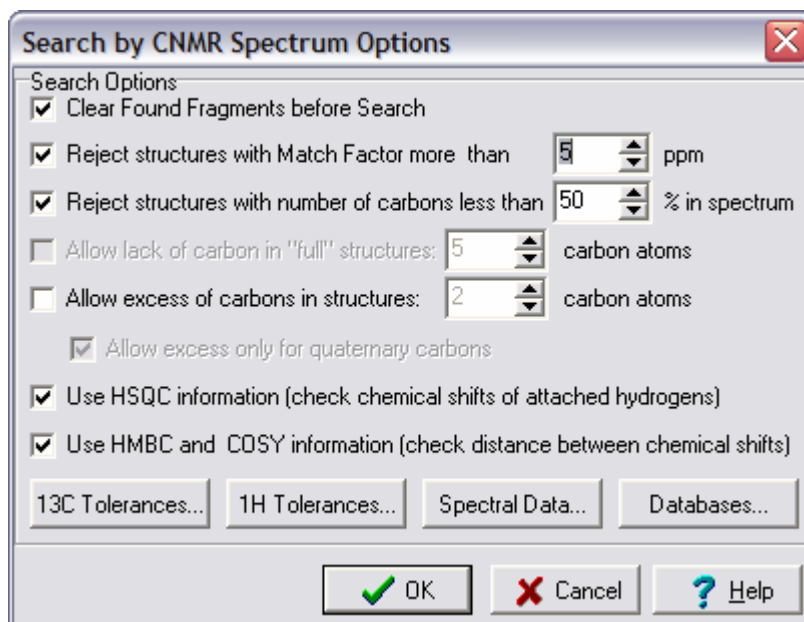 Search by CNMR Spectrum Options
Search Options
Clear Found Fragments before Search
Reject structures with Match Factor more than 5 ppm
Reject structures with number of carbons less than 50 % in spectrum
Allow lack of carbon in "full" structures: 5 carbon atoms
Allow excess of carbons in structures: 2 carbon atoms
Allow excess only for quaternary carbons
Use HSQC information (check chemical shifts of attached hydrogens)
Use HMBC and COSY information (check distance between chemical shifts)
13C Tolerances... 1H Tolerances... Spectral Data... Databases...
OK Cancel Help